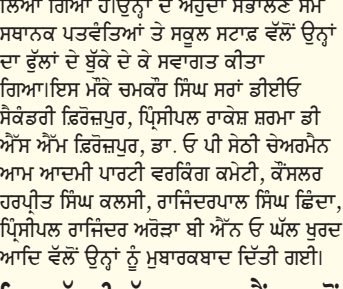 ਲਿਆ ਗਿਆ ਹੈ।ਉਨ੍ਹਾਂ ਦੇ ਅਹੁਦਾ ਸੰਭਾਲਣ ਸਮੇਂ
ਸਥਾਨਕ ਪਤਵੰਤਿਆਂ ਤੇ ਸਕੂਲ ਸਟਾਫ਼ ਵੱਲੋਂ ਉਨ੍ਹਾਂ
ਦਾ ਫੁੱਲਾਂ ਦੇ ਬੁੱਕੇ ਦੇ ਕੇ ਸਵਾਗਤ ਕੀਤਾ
ਗਿਆ।ਇਸ ਮੌਕੇ ਚਮਕੌਰ ਸਿੰਘ ਸਰਾਂ ਡੀਈਓ
ਸੈਕੰਡਰੀ ਫ਼ਿਰੋਜ਼ਪੁਰ, ਪ੍ਰਿੰਸੀਪਲ ਰਾਕੇਸ਼ ਸ਼ਰਮਾ ਡੀ
ਐੱਸ ਐੱਮ ਫ਼ਿਰੋਜ਼ਪੁਰ, ਡਾ. ਓ ਪੀ ਸੇਠੀ ਚੇਅਰਮੈਨ
ਆਮ ਆਦਮੀ ਪਾਰਟੀ ਵਰਕਿੰਗ ਕਮੇਟੀ, ਕੌਂਸਲਰ
ਹਰਪ੍ਰੀਤ ਸਿੰਘ ਕਲਸੀ, ਰਾਜਿੰਦਰਪਾਲ ਸਿੰਘ ਛਿੰਦਾ,
ਪ੍ਰਿੰਸੀਪਲ ਰਾਜਿੰਦਰ ਅਰੋੜਾ ਬੀ ਐੱਨ ਓ ਘੱਲ ਖੁਰਦ
ਆਦਿ ਵੱਲੋਂ ਉਨ੍ਹਾਂ ਨੂੰ ਮੁਬਾਰਕਬਾਦ ਦਿੱਤੀ ਗਈ।